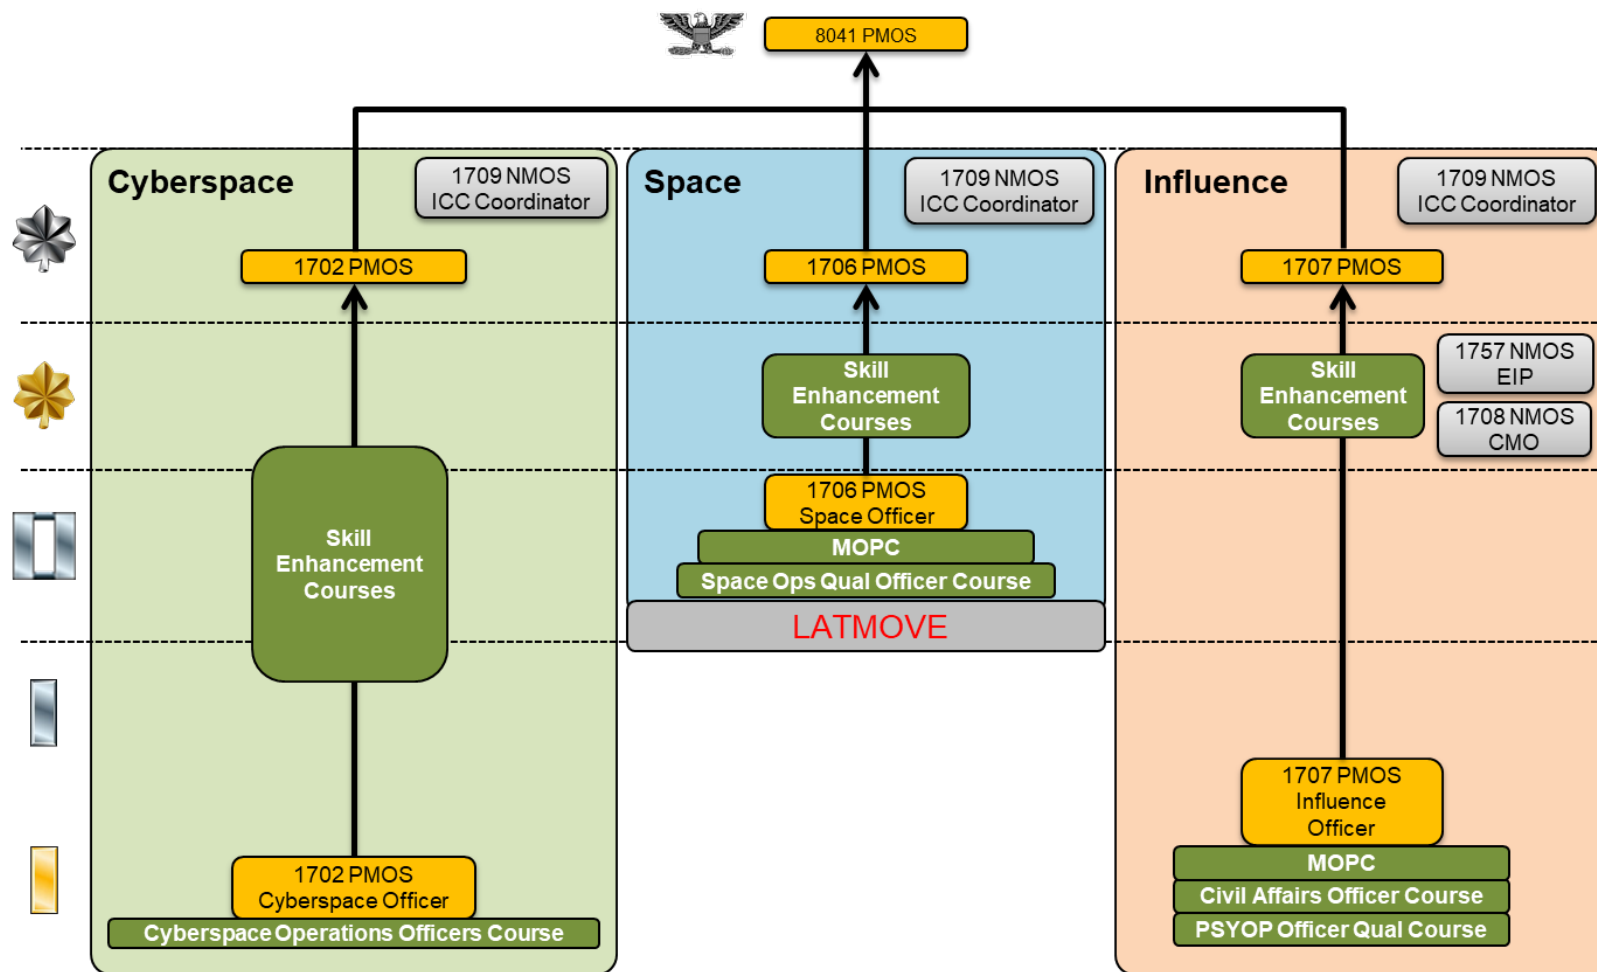 8041 PMOS
Cyberspace
1709 NMOS
ICC Coordinator
1702 PMOS
Skill
Enhancement
Courses
1702 PMOS
Cyberspace Officer
Cyberspace Operations Officers Course
Space
1709 NMOS
ICC Coordinator
1706 PMOS
Skill
Enhancement
Courses
1706 PMOS
Space Officer
MOPC
Space Ops Qual Officer Course
LATMOVE
Influence
1709 NMOS
ICC Coordinator
1707 PMOS
Skill
Enhancement
Courses
1757 NMOS
EIP
1708 NMOS
CMO
1707 PMOS
Influence
Officer
MOPC
Civil Affairs Officer Course
PSYOP Officer Qual Course